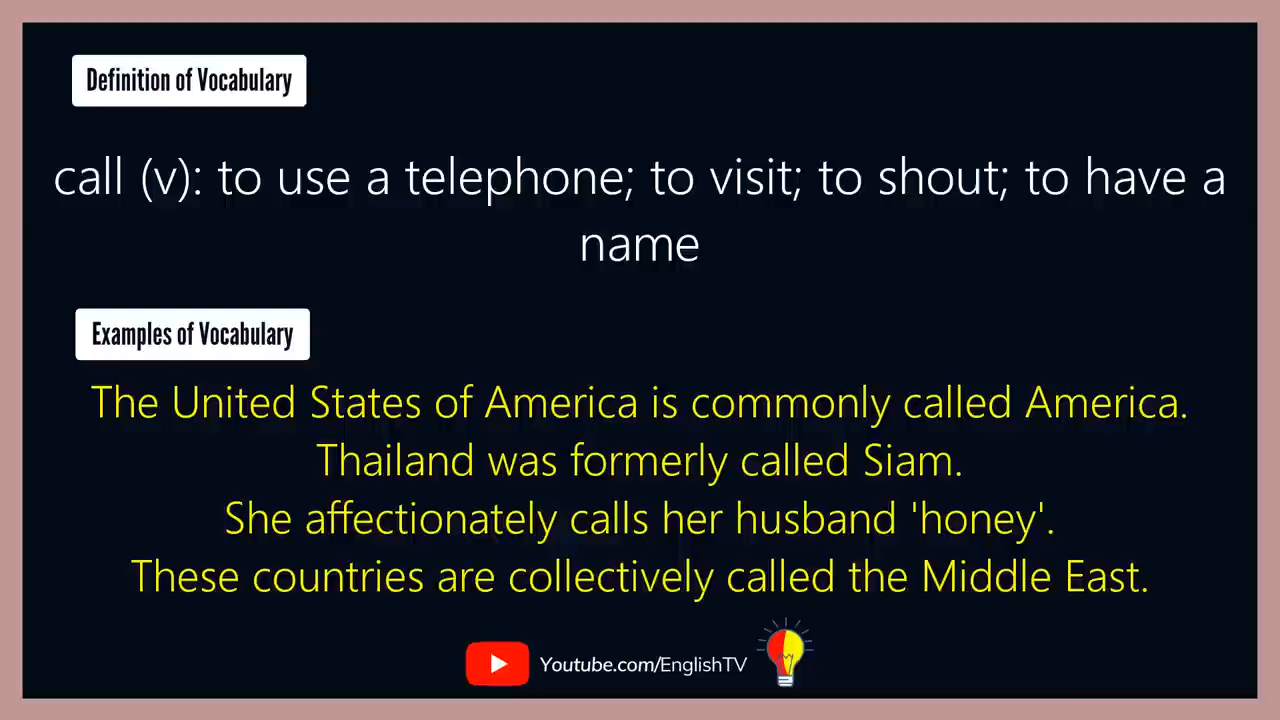 Definition of Vocabulary
call (v): to use a telephone; to visit; to shout; to have a
name
Examples of Vocabulary
The United States of America is commonly called America.
Thailand was formerly called Siam.
She affectionately calls her husband 'honey'.
These countries are collectively called the Middle East.
Youtube.com/EnglishTV